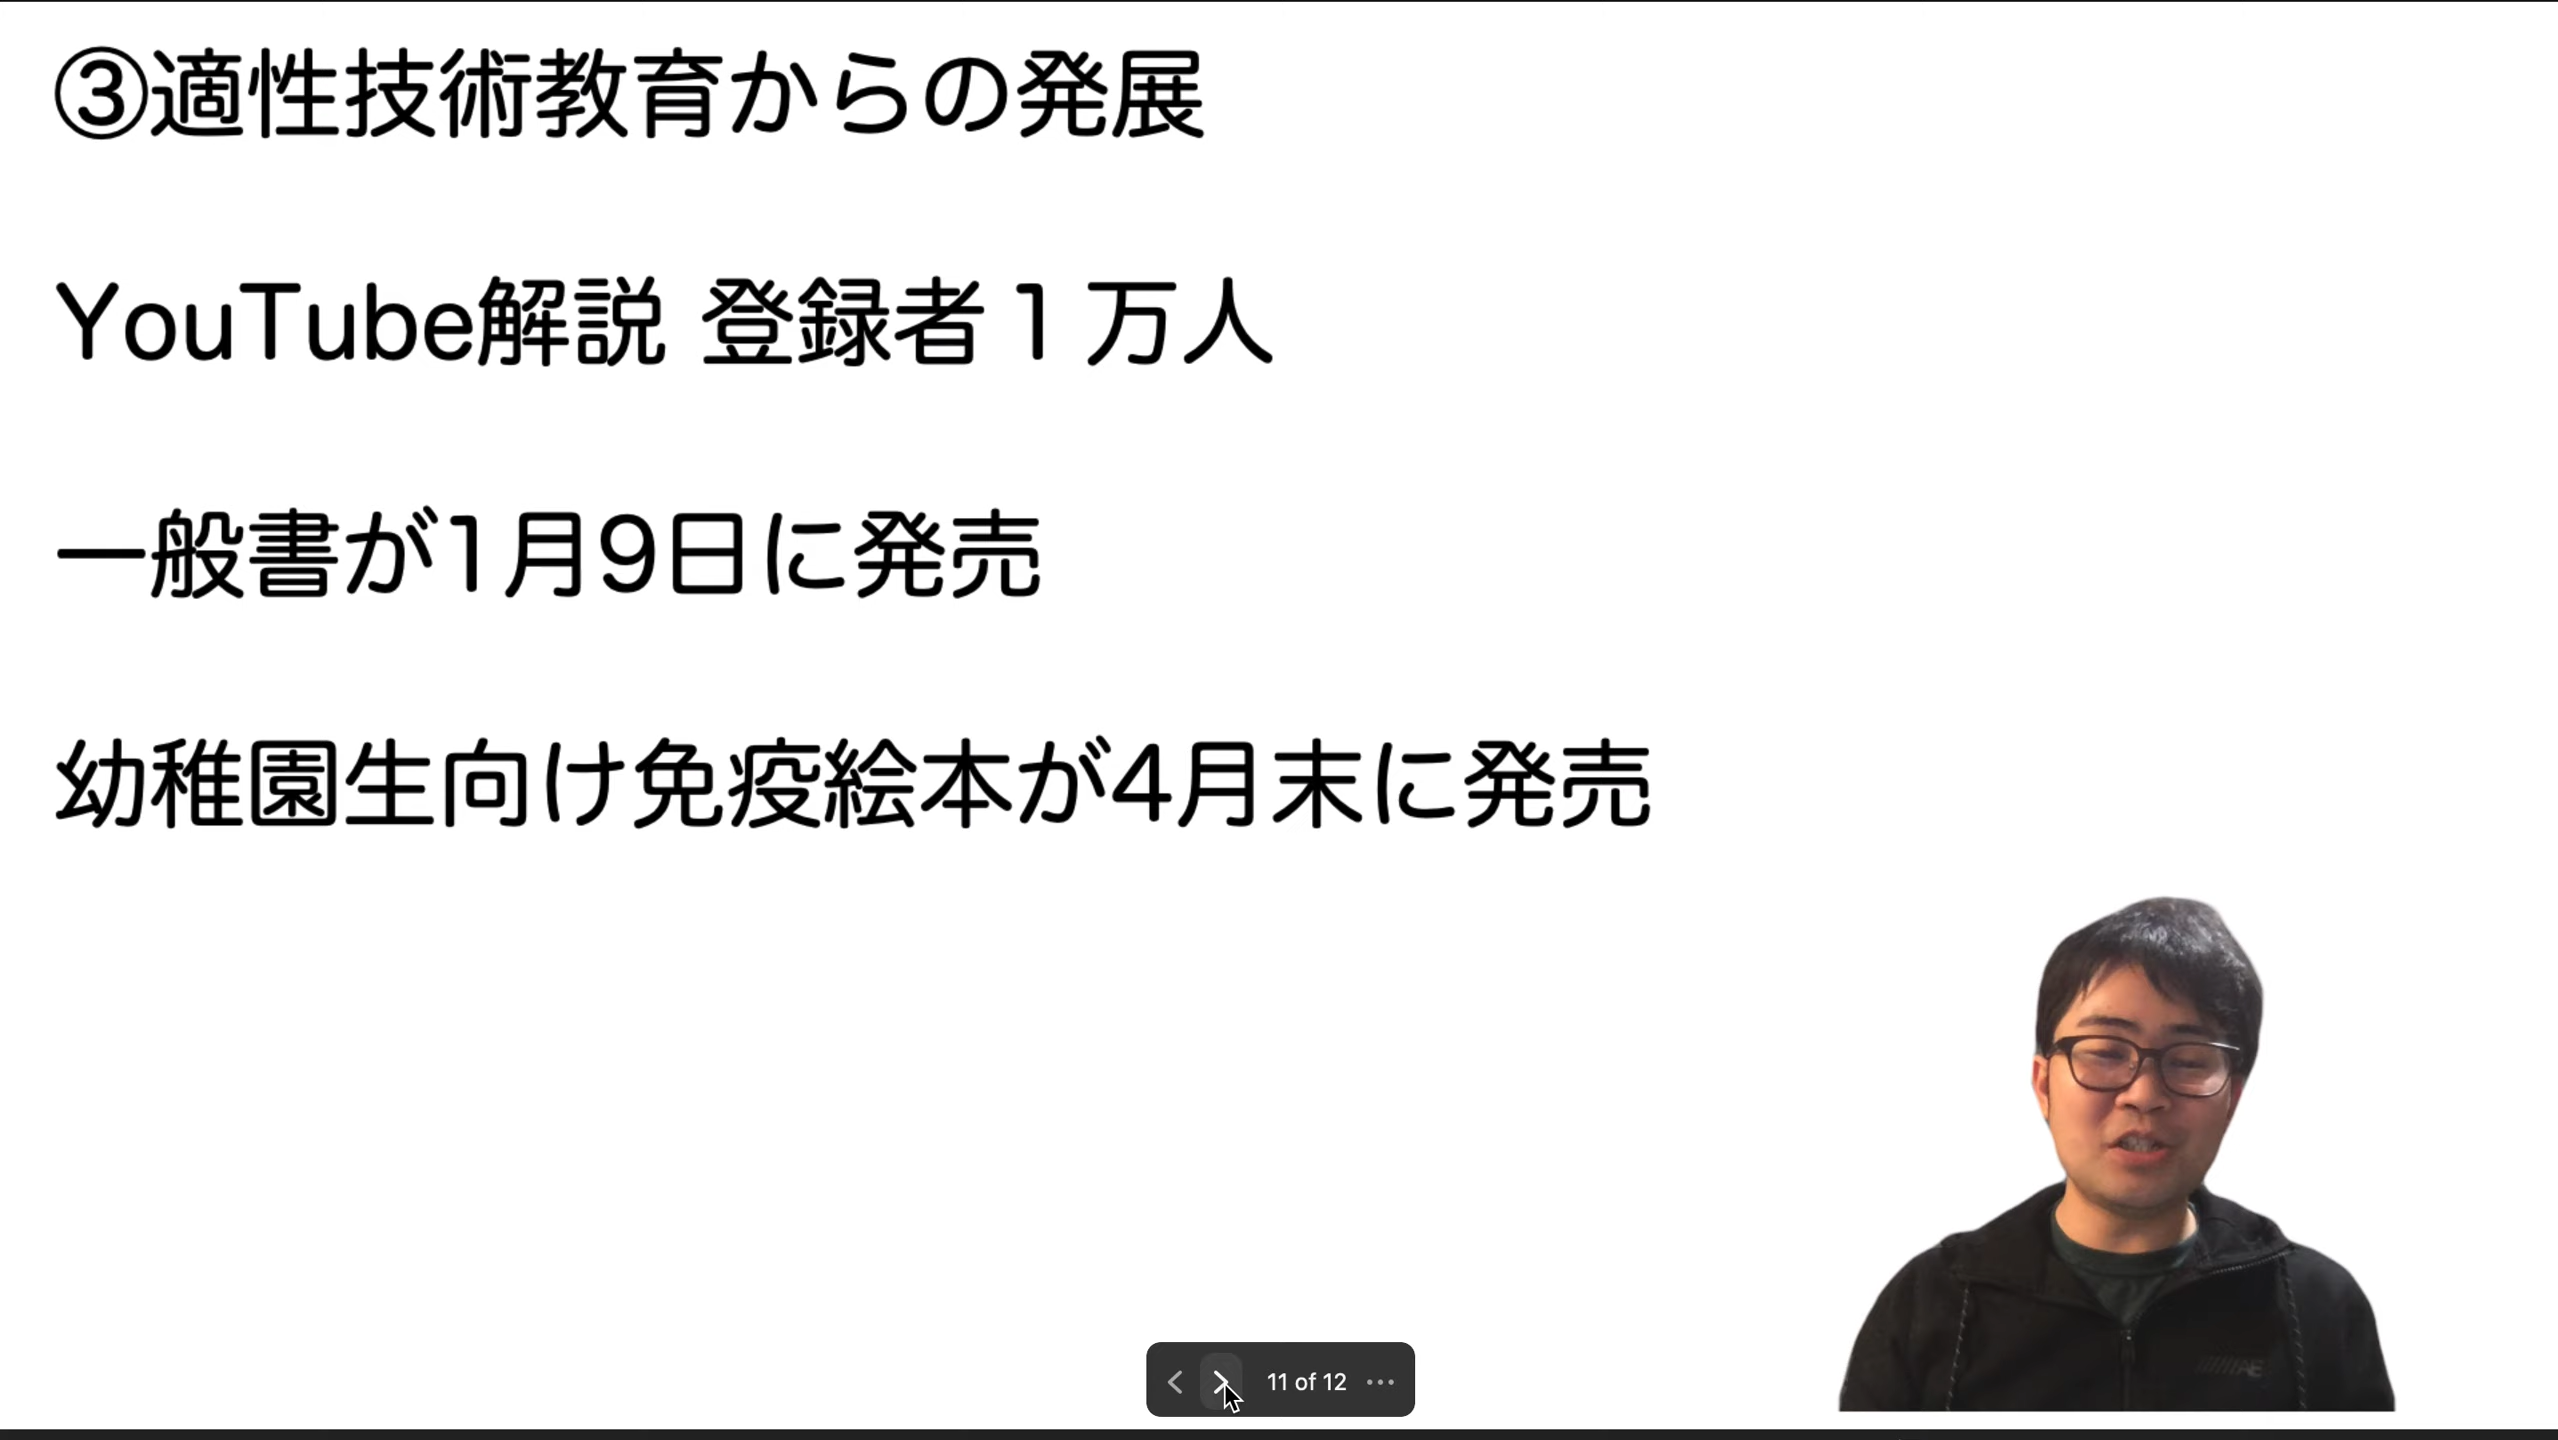 ③適性技術教育からの発展
YouTube解説 登録者１万人
一般書が1月9日に発売
幼稚園生向け免疫絵本が4月末に発売
11 of 12